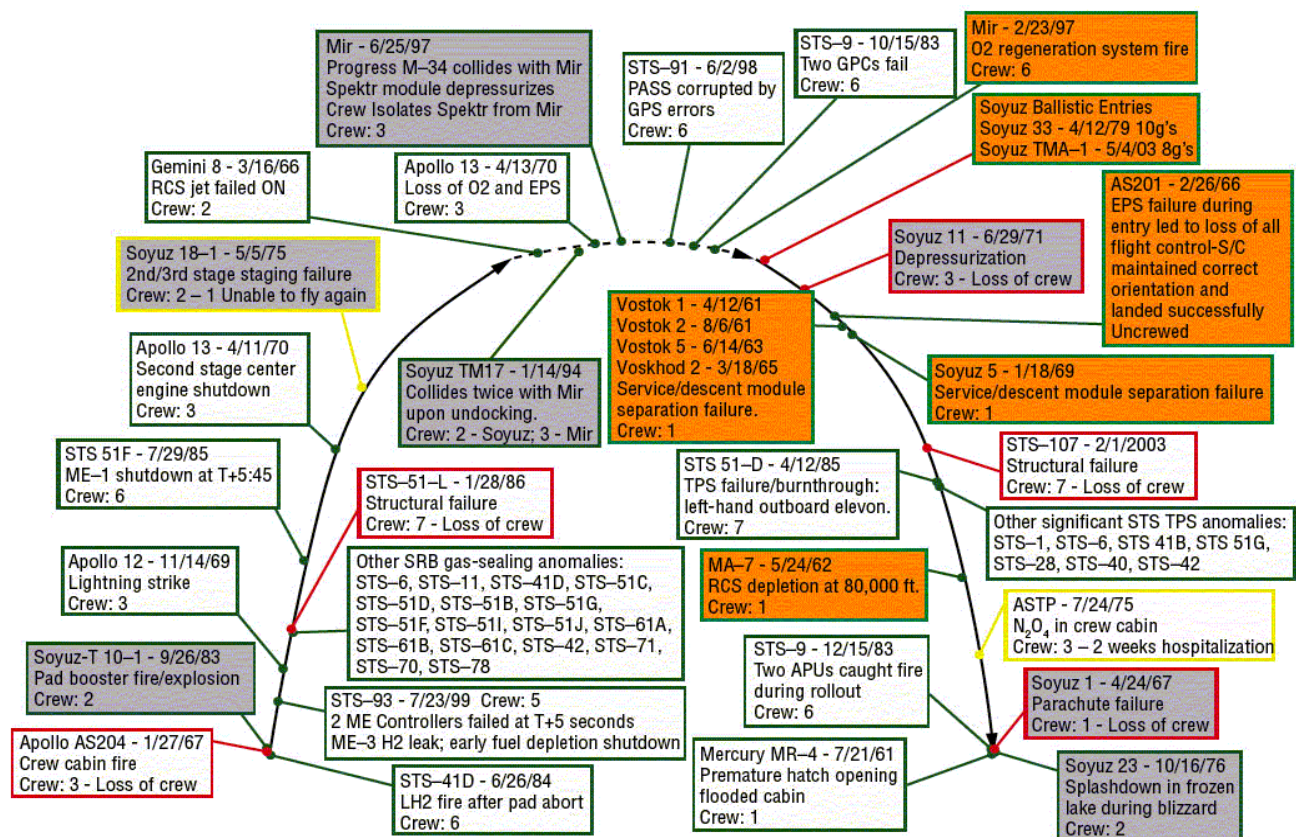 Mir - 6/25/97
Progress M–34 collides with Mir
Spektr module depressurizes
Crew Isolates Spektr from Mir
Crew: 3
STS–91 - 6/2/98
PASS corrupted by
GPS errors
Crew: 6
STS–9 - 10/15/83
Two GPCs fail
Crew: 6
Mir - 2/23/97
O2 regeneration system fire
Crew: 6
Soyuz Ballistic Entries
Soyuz 33 - 4/12/79 10g's
Soyuz TMA–1 - 5/4/03 8g's
Gemini 8 - 3/16/66
RCS jet failed ON
Crew: 2
Apollo 13 - 4/13/70
Loss of O2 and EPS
Crew: 3
AS201 - 2/26/66
EPS failure during
entry led to loss of all
flight control-S/C
maintained correct
orientation and
landed successfully
Uncrewed
Soyuz 11 - 6/29/71
Depressurization
Crew: 3 - Loss of crew
Soyuz 18–1 - 5/5/75
2nd/3rd stage staging failure
Crew: 2 – 1 Unable to fly again
Vostok 1 - 4/12/61
Vostok 2 - 8/6/61
Vostok 5 - 6/14/63
Voskhod 2 - 3/18/65
Service/descent module
separation failure.
Crew: 1
Apollo 13 - 4/11/70
Second stage center
engine shutdown
Crew: 3
Soyuz TM17 - 1/14/94
Collides twice with Mir
upon undocking.
Crew: 2 - Soyuz; 3 - Mir
Soyuz 5 - 1/18/69
Service/descent module separation failure
Crew: 1
STS 51F - 7/29/85
ME–1 shutdown at T+5:45
Crew: 6
STS–51–L - 1/28/86
Structural failure
Crew: 7 - Loss of crew
STS 51–D - 4/12/85
TPS failure/burnthrough:
left-hand outboard elevon.
Crew: 7
STS–107 - 2/1/2003
Structural failure
Crew: 7 - Loss of crew
Other significant STS TPS anomalies:
STS–1, STS–6, STS 41B, STS 51G,
STS–28, STS–40, STS–42
Apollo 12 - 11/14/69
Lightning strike
Crew: 3
Other SRB gas-sealing anomalies:
STS–6, STS–11, STS–41D, STS–51C,
STS–51D, STS–51B, STS–51G,
STS–51F, STS–51I, STS–51J, STS–61A,
STS–61B, STS–61C, STS–42, STS–71,
STS–70, STS–78
MA–7 - 5/24/62
RCS depletion at 80,000 ft.
Crew: 1
ASTP - 7/24/75
N₂O₄ in crew cabin
Crew: 3 – 2 weeks hospitalization
Soyuz-T 10–1 - 9/26/83
Pad booster fire/explosion
Crew: 2
STS–9 - 12/15/83
Two APUs caught fire
during rollout
Crew: 6
Soyuz 1 - 4/24/67
Parachute failure
Crew: 1 - Loss of crew
STS–93 - 7/23/99 Crew: 5
2 ME Controllers failed at T+5 seconds
ME–3 H2 leak; early fuel depletion shutdown
Apollo AS204 - 1/27/67
Crew cabin fire
Crew: 3 - Loss of crew
Mercury MR–4 - 7/21/61
Premature hatch opening
flooded cabin
Crew: 1
Soyuz 23 - 10/16/76
Splashdown in frozen
lake during blizzard
Crew: 2
STS–41D - 6/26/84
LH2 fire after pad abort
Crew: 6